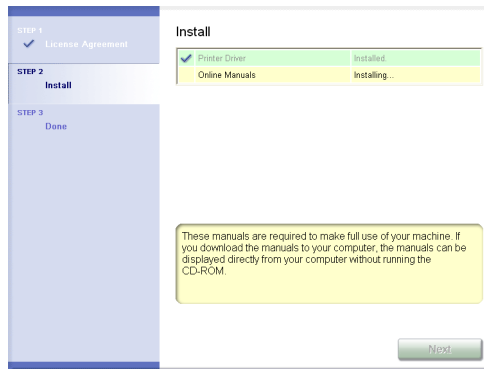 STEP 1
License Agreement
STEP 2
Install
STEP 3
Done
Install
Printer Driver Installed.
Online Manuals Installing...
These manuals are required to make full use of your machine. If
you download the manuals to your computer, the manuals can be
displayed directly from your computer without running the
CD-ROM.
Next